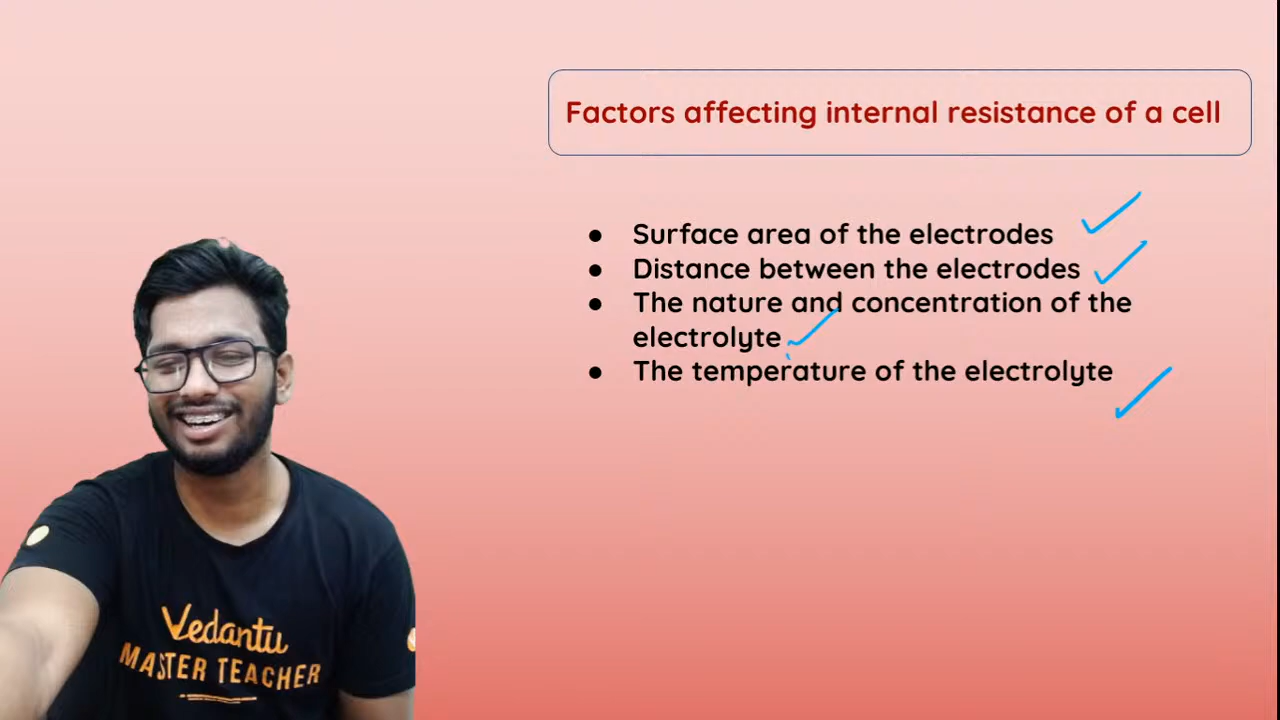 Factors affecting internal resistance of a cell
● Surface area of the electrodes
● Distance between the electrodes
● The nature and concentration of the
electrolyte
● The temperature of the electrolyte
Vedantu
MASTER TEACHER